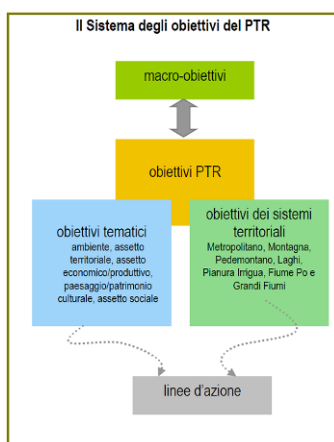 Il Sistema degli obiettivi del PTR
macro-obiettivi
obiettivi PTR
obiettivi tematici
ambiente, assetto
territoriale, assetto
economico/produttivo,
paesaggio/patrimonio
culturale, assetto sociale
obiettivi dei sistemi
territoriali
Metropolitano, Montagna,
Pedemontano, Laghi,
Pianura Irrigua, Fiume Po e
Grandi Fiumi
linee d'azione